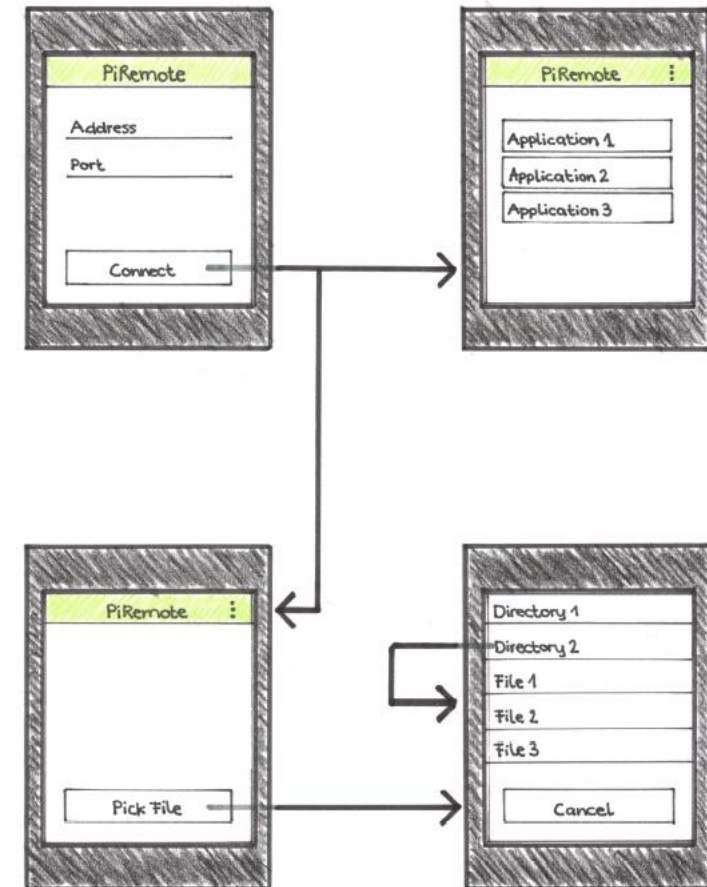 PiRemote
Address
Port
Connect
PiRemote
Application 1
Application 2
Application 3
PiRemote
Pick File
Directory 1
Directory 2
File 1
File 2
File 3
Cancel